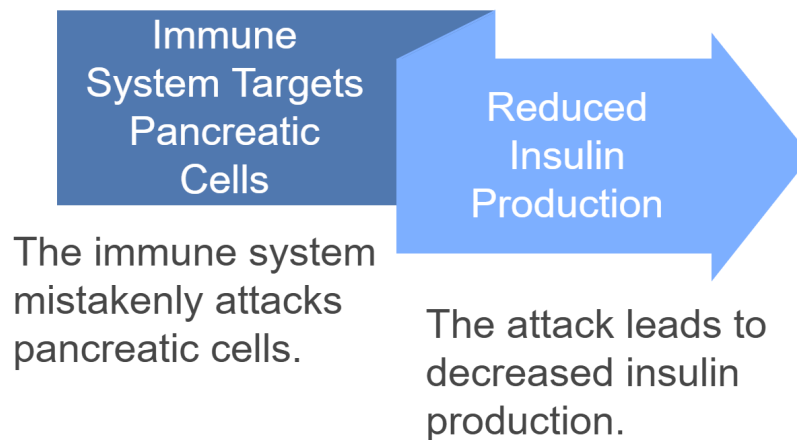 Immune
System Targets
Pancreatic
Cells
Reduced
Insulin
Production
The immune system
mistakenly attacks
pancreatic cells.
The attack leads to
decreased insulin
production.